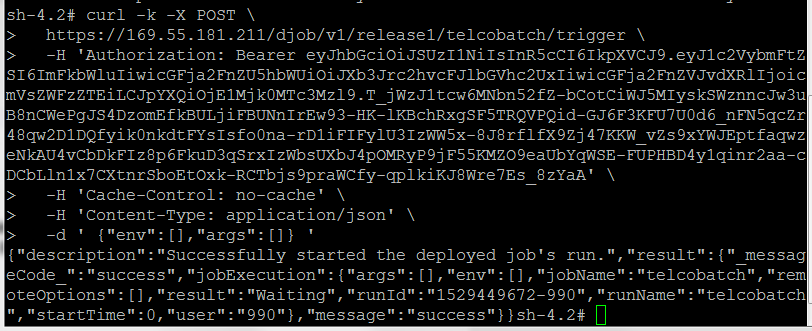 sh-4.2# curl -k -X POST \
>   https://169.55.181.211/djob/v1/release1/telcobatch/trigger \
>   -H 'Authorization: Bearer eyJhbGciOiJSUzI1NiIsInR5cCI6IkpXVCJ9.eyJ1c2VybmFtZ
SI6ImFkbWluIiwicGFja2FnZU5hbWUiOiJXb3Jrc2hvcFJlbGVhc2UxIiwicGFja2FnZVJvdXRlIjoic
mVsZWFzZTEiLCJpYXQiOjE1Mjk0MTc3Mzl9.T_jWzJ1tcw6MNbn52fZ-bCotCiWJ5MIyskSWznncJw3u
B8nCWePgJS4DzomEfkBULjiFBUNnIrEw93-HK-lKBchRxgSF5TRQVPQid-GJ6F3KFU7U0d6_nFN5qcZr
48qw2D1DQfyik0nkdtFYsIsfo0na-rD1iFIFylU3IzWW5x-8J8rflfX9Zj47KKW_vZs9xYWJEptfaqwz
eNkAU4vCbDkFIz8p6FkuD3qSrxIzWbsUXbJ4pOMRyP9jF55KMZO9eaUbYqWSE-FUPHBD4y1qinr2aa-c
DCbLln1x7CXtnrSboEtOxk-RCTbjs9praWCfy-qplkiKJ8Wre7Es_8zYaA' \
>   -H 'Cache-Control: no-cache' \
>   -H 'Content-Type: application/json' \
>   -d ' {"env":[],"args":[]} '
{"description":"Successfully started the deployed job's run.","result":{"_messag
eCode_":"success","jobExecution":{"args":[],"env":[],"jobName":"telcobatch","rem
oteOptions":[],"result":"Waiting","runId":"1529449672-990","runName":"telcobatch
","startTime":0,"user":"990"},"message":"success"}}sh-4.2#